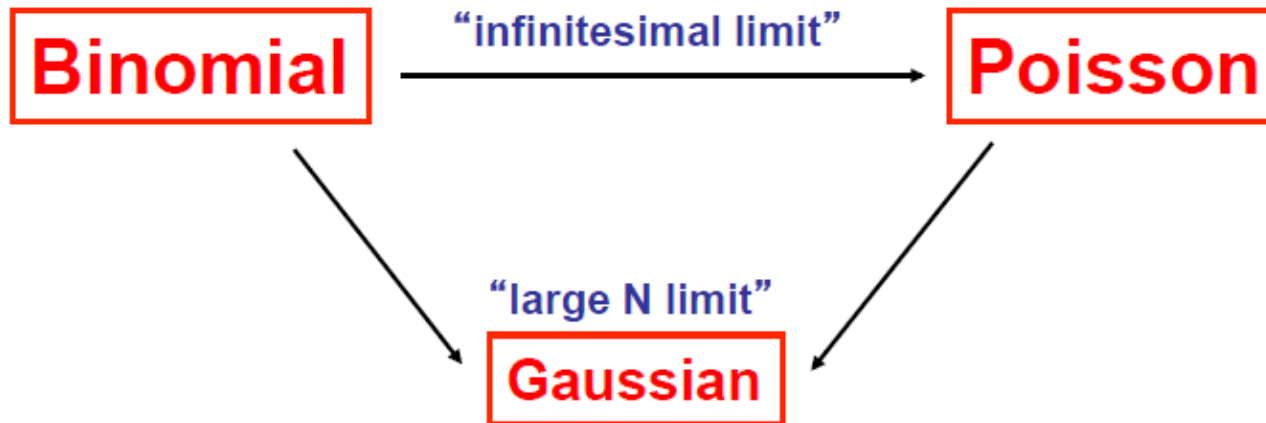 “infinitesimal limit”
Binomial
Poisson
“large N limit”
Gaussian